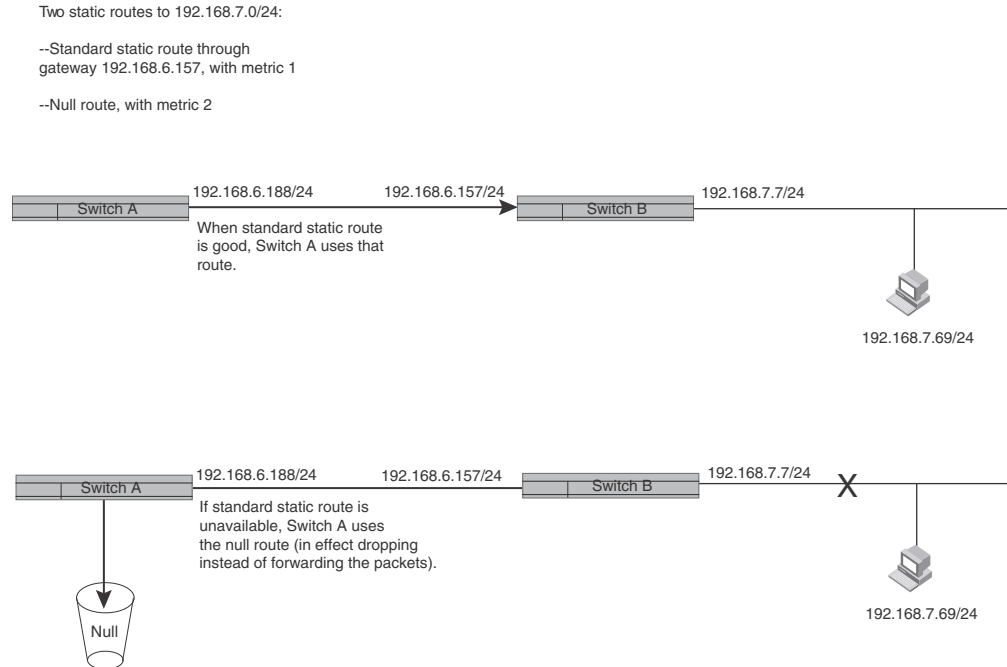 Two static routes to 192.168.7.0/24:
--Standard static route through
gateway 192.168.6.157, with metric 1
--Null route, with metric 2
192.168.6.188/24
192.168.6.157/24
192.168.7.7/24
Switch A
Switch B
When standard static route
is good, Switch A uses that
route.
192.168.7.69/24
192.168.6.188/24
192.168.6.157/24
192.168.7.7/24
Switch A
Switch B
X
If standard static route is
unavailable, Switch A uses
the null route (in effect dropping
instead of forwarding the packets).
192.168.7.69/24
Null